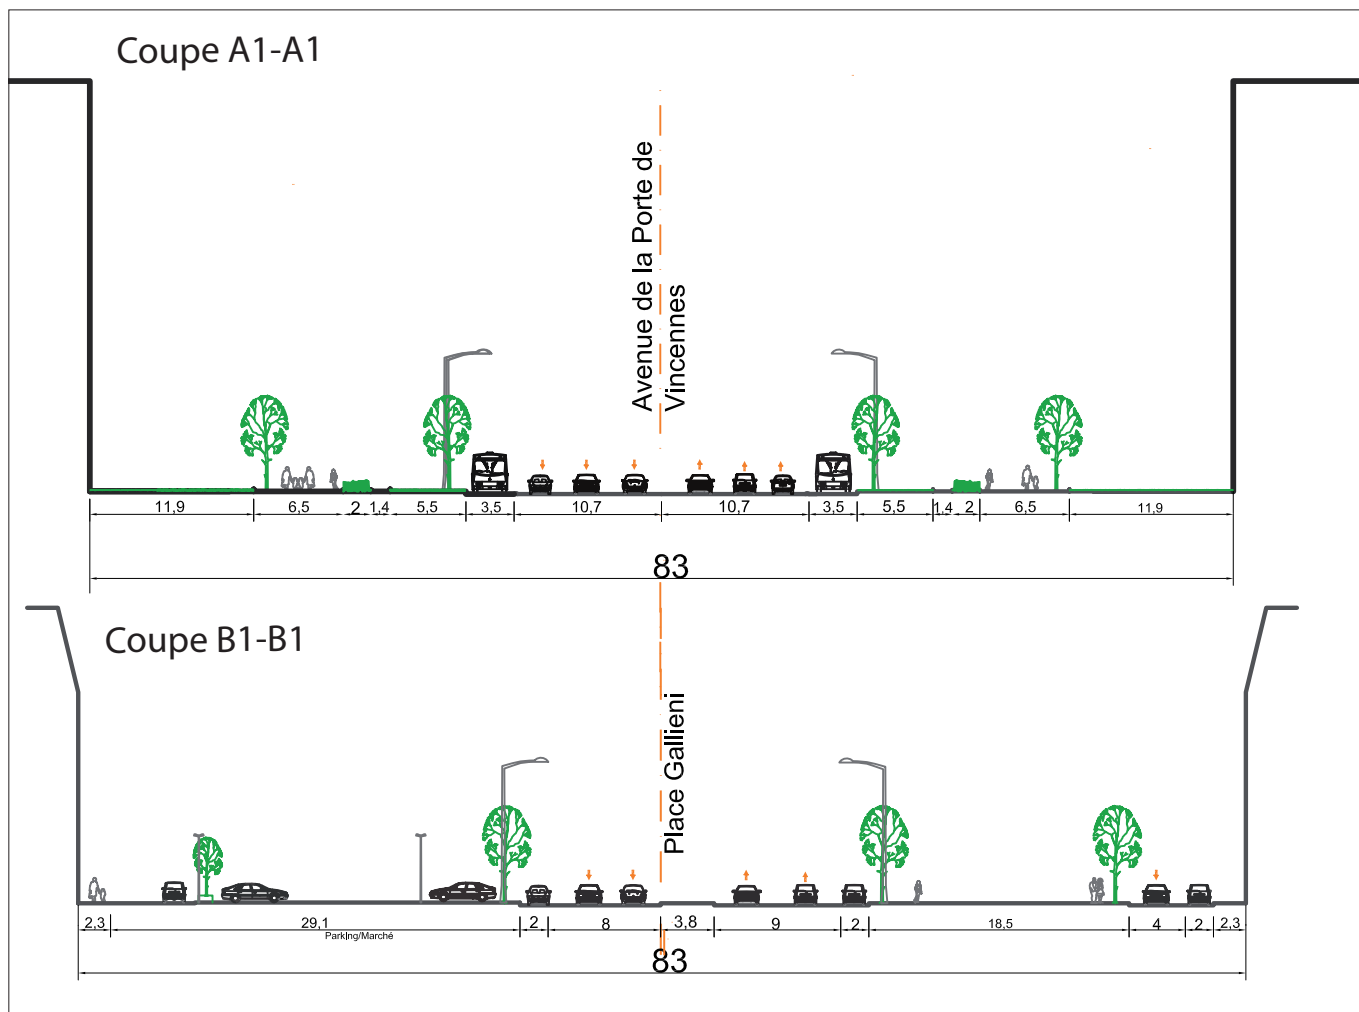 Coupe A1-A1
Avenue de la Porte de
Vincennes
11,9 6,5 2 1,4 5,5 3,5 10,7 10,7 3,5 5,5 1,4 2 6,5 11,9
83
Coupe B1-B1
Place Gallieni
2,3 29,1 2 8 3,8 9 2 18,5 4 2 2,3
Parking/Marché
83